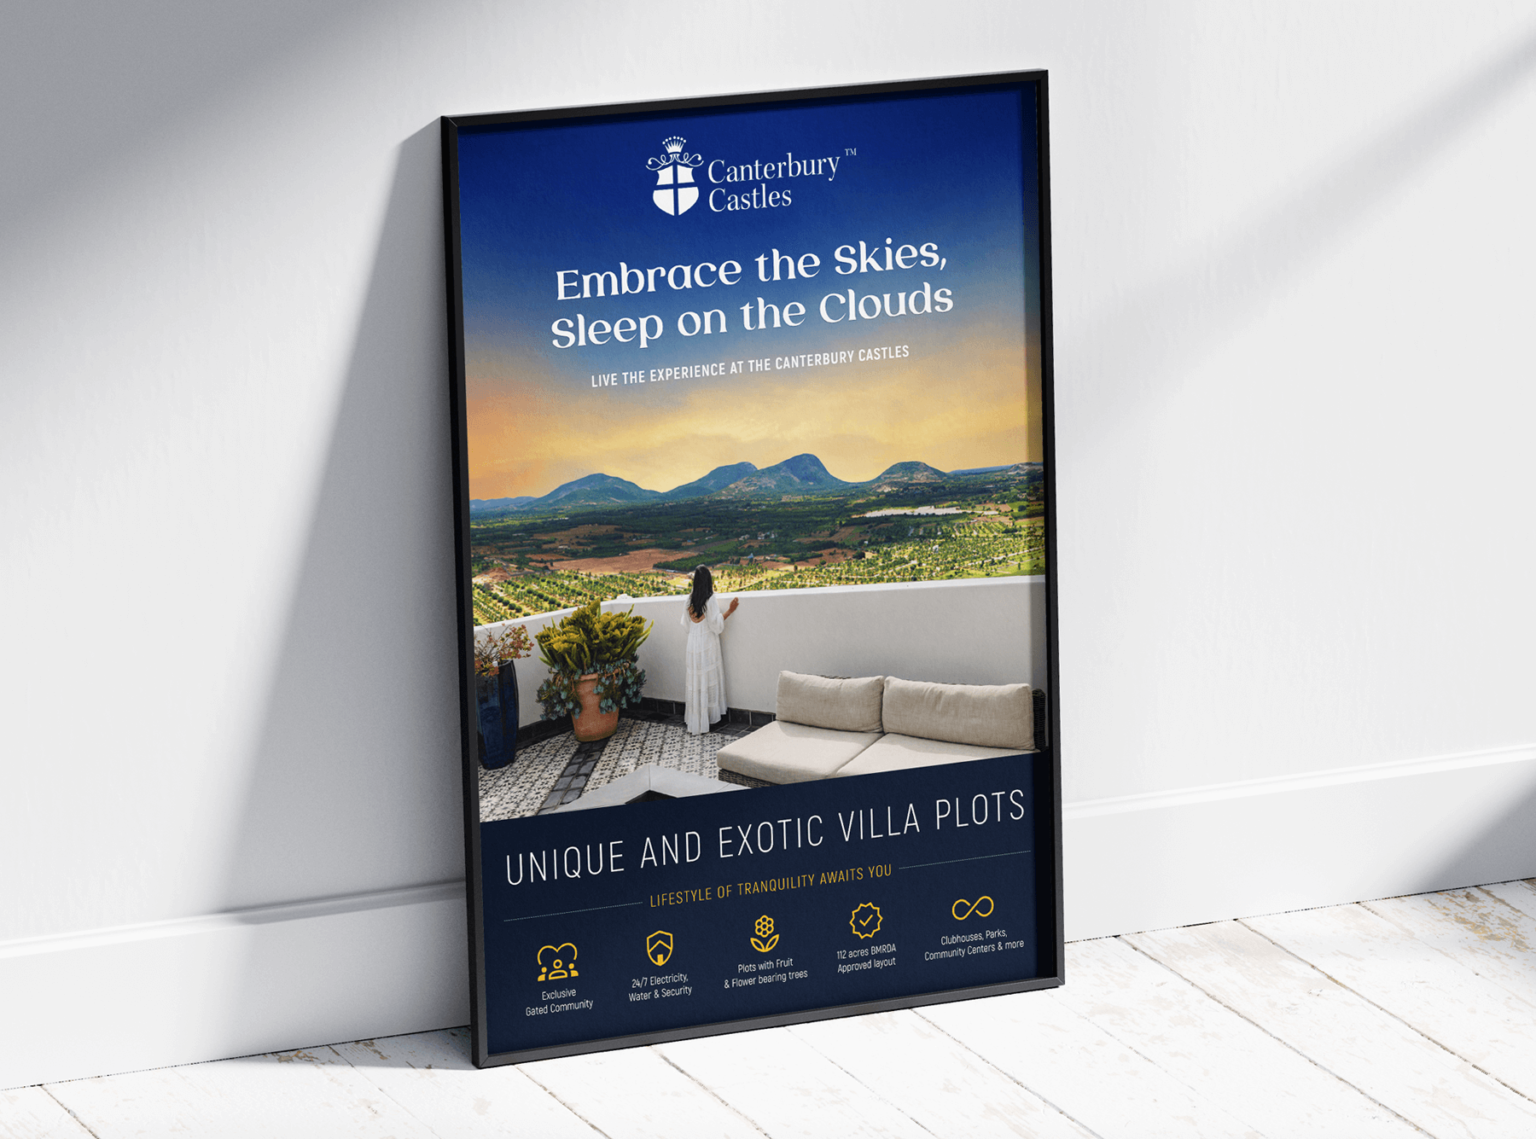 Canterbury™
Castles
Embrace the Skies,
Sleep on the Clouds
LIVE THE EXPERIENCE AT THE CANTERBURY CASTLES
UNIQUE AND EXOTIC VILLA PLOTS
LIFESTYLE OF TRANQUILITY AWAITS YOU
Exclusive
Gated Community
24/7 Electricity,
Water & Security
Plots with Fruit
& Flower bearing trees
112 acres BMRDA
Approved layout
Clubhouses, Parks,
Community Centers & more